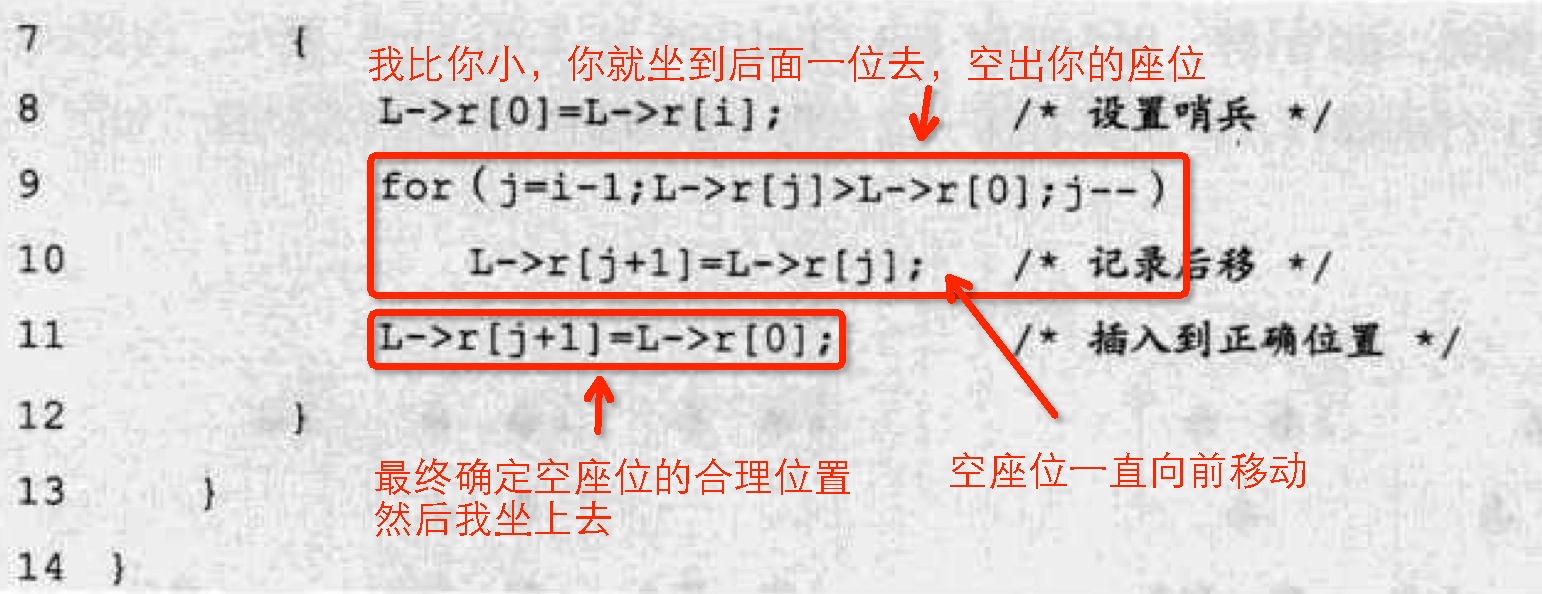 7 {
我比你小，你就坐到后面一位去，空出你的座位
8 L->r[0]=L->r[i]; /* 设置哨兵 */
9 for(j=i-1;L->r[j]>L->r[0];j--)
10 L->r[j+1]=L->r[j]; /* 记录后移 */
11 L->r[j+1]=L->r[0]; /* 插入到正确位置 */
12 }
最终确定空座位的合理位置
然后我坐上去
空座位一直向前移动
13 }
14 }